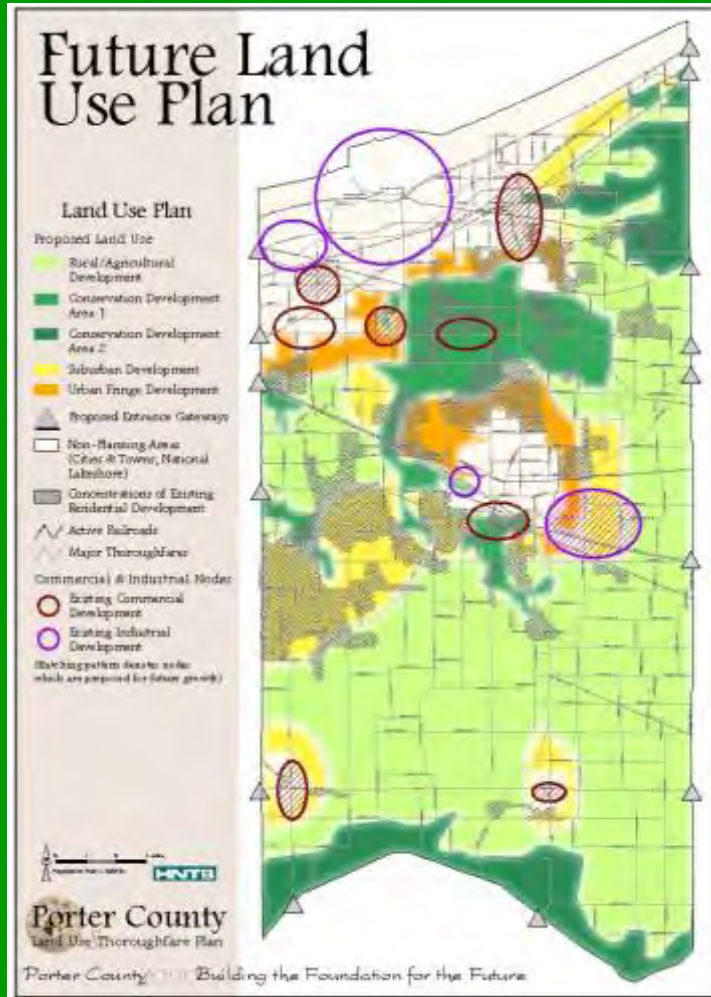 Future Land
Use Plan
Land Use Plan
Proposed Land Use
Rural/Agricultural
Development
Conservation Development
Area 1
Conservation Development
Area 2
Suburban Development
Urban Fringe Development
Proposed Entrance Gateways
Non-Planning Areas
(Cities & Towns, National
Lakeshore)
Concentrations of Existing
Residential Development
Active Railroads
Major Thoroughfares
Commercial & Industrial Nodes
Existing Commercial
Development
Existing Industrial
Development
(Hatching pattern denotes nodes
which are proposed for future growth)
HNTB
Porter County
Land Use Thoroughfare Plan
Porter County Building the Foundation for the Future